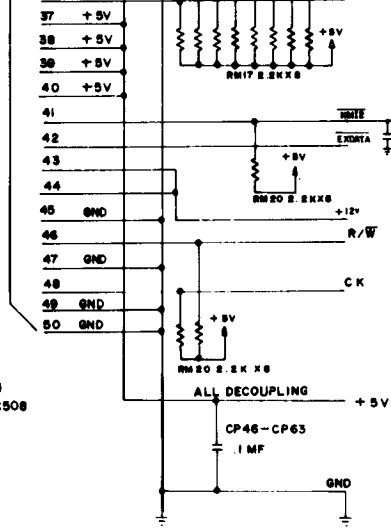 37 +5V
38 +5V
+5V
39 +5V
RM17 2.2KX8
40 +5V
41
NMIE
42
EXDATA
43
+5V
44
RM20 2.2KX8
45 GND
+12V
46
R/W
47 GND
48
CK
49 GND
50 GND
+5V
RM20 2.2K X8
ALL DECOUPLING
+5V
:508
CP46-CP63
.1MF
GND